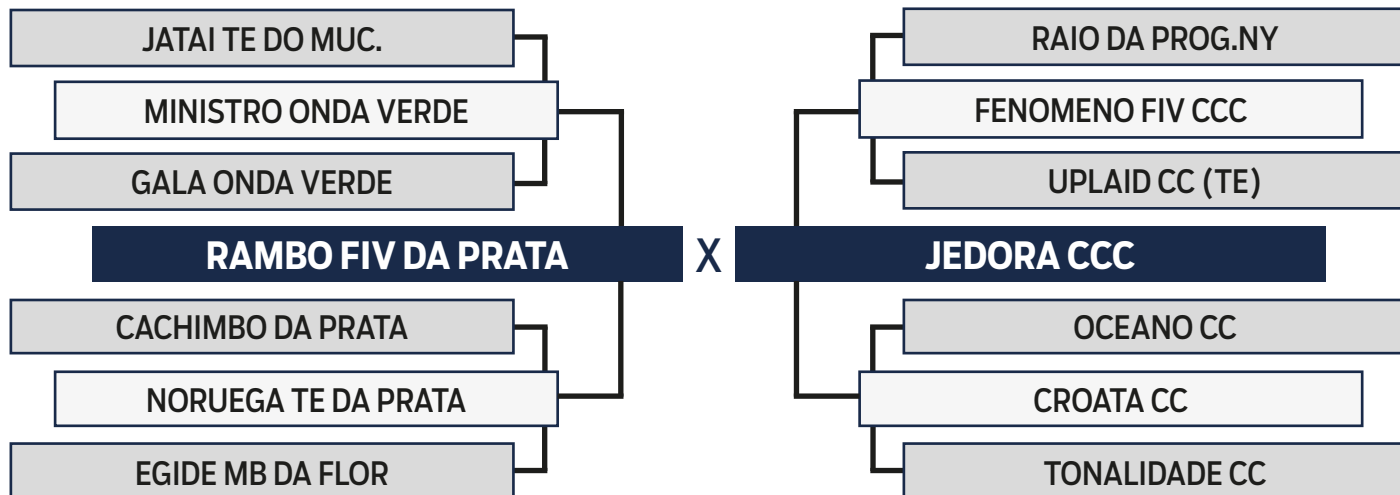 JATAI TE DO MUC.
MINISTRO ONDA VERDE
GALA ONDA VERDE
RAMBO FIV DA PRATA
CACHIMBO DA PRATA
NORUEGA TE DA PRATA
EGIDE MB DA FLOR
X
RAIO DA PROG.NY
FENOMENO FIV CCC
UPLAID CC (TE)
JEDORA CCC
OCEANO CC
CROATA CC
TONALIDADE CC